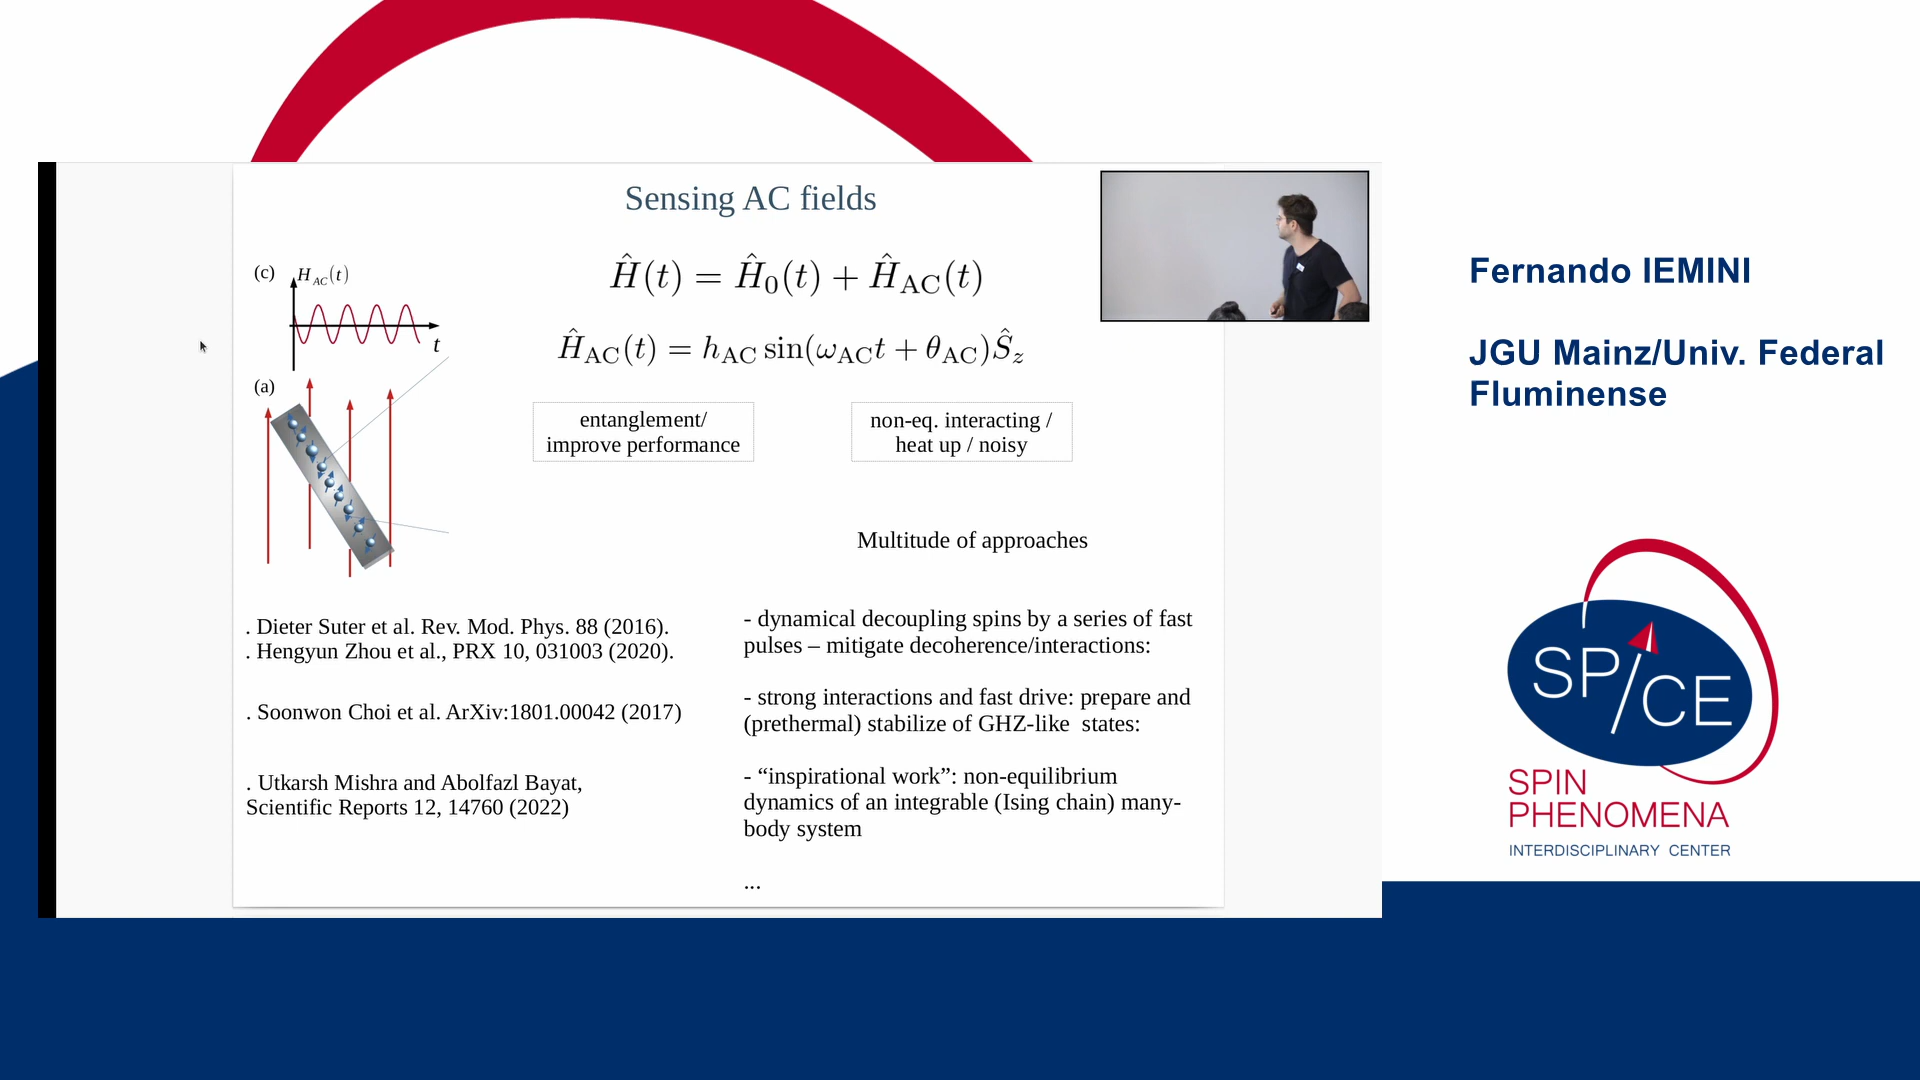 Sensing AC fields
(c)
H_AC(t)
t
(a)
Ĥ(t) = Ĥ₀(t) + Ĥ_AC(t)
Ĥ_AC(t) = h_AC sin(ω_AC t + θ_AC)Ŝ_z
entanglement/
improve performance
non-eq. interacting /
heat up / noisy
Multitude of approaches
. Dieter Suter et al. Rev. Mod. Phys. 88 (2016).
. Hengyun Zhou et al., PRX 10, 031003 (2020).
. Soonwon Choi et al. ArXiv:1801.00042 (2017)
. Utkarsh Mishra and Abolfazl Bayat,
Scientific Reports 12, 14760 (2022)
- dynamical decoupling spins by a series of fast
pulses – mitigate decoherence/interactions:
- strong interactions and fast drive: prepare and
(prethermal) stabilize of GHZ-like  states:
- “inspirational work”: non-equilibrium
dynamics of an integrable (Ising chain) many-
body system
...
Fernando IEMINI
JGU Mainz/Univ. Federal
Fluminense
SPICE
SPIN
PHENOMENA
INTERDISCIPLINARY CENTER